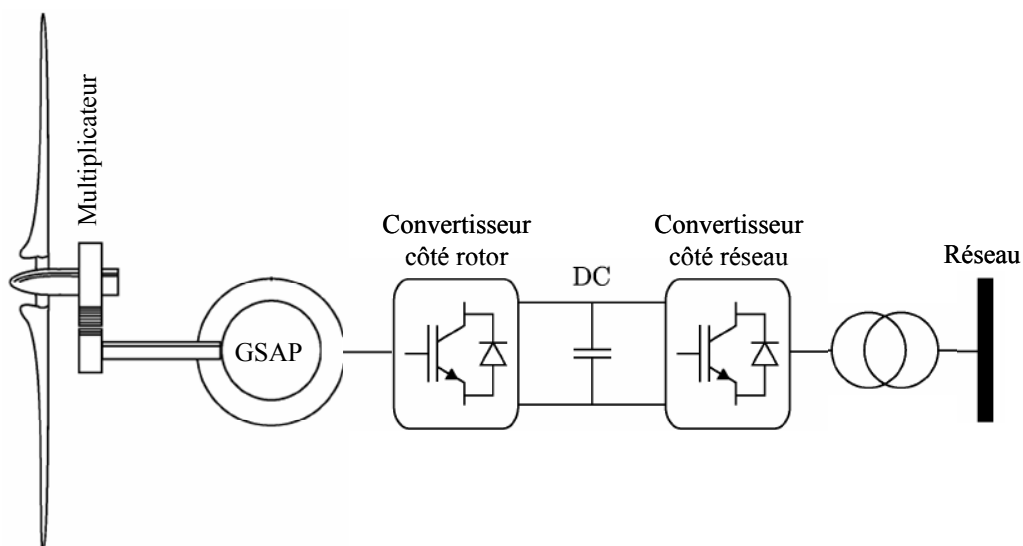 Multiplicateur
GSAP
Convertisseur
côté rotor
DC
Convertisseur
côté réseau
Réseau